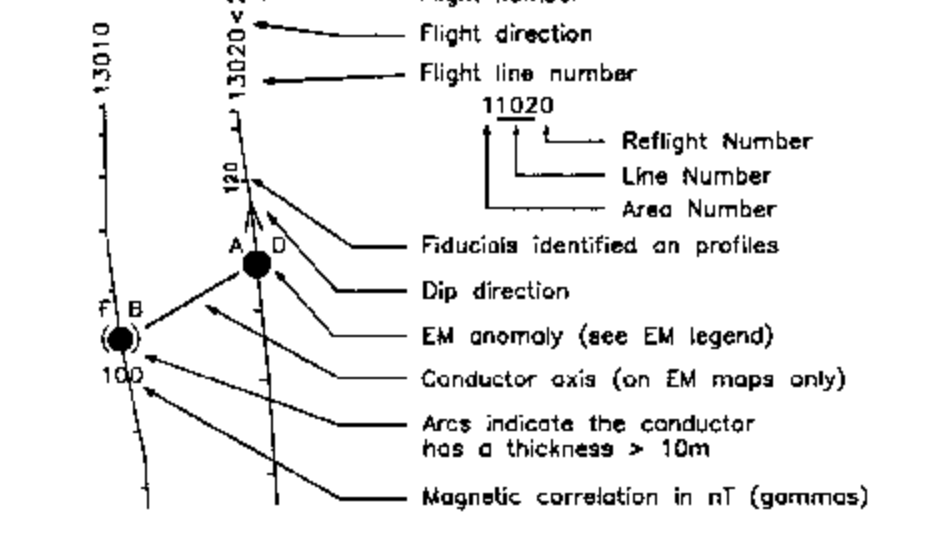 Flight direction
Flight line number
13010
13020
11020
Reflight Number
Line Number
Area Number
120
A D
Fiducials identified on profiles
Dip direction
F B
EM anomaly (see EM legend)
100
Conductor axis (on EM maps only)
Arcs indicate the conductor
has a thickness > 10m
Magnetic correlation in nT (gammas)